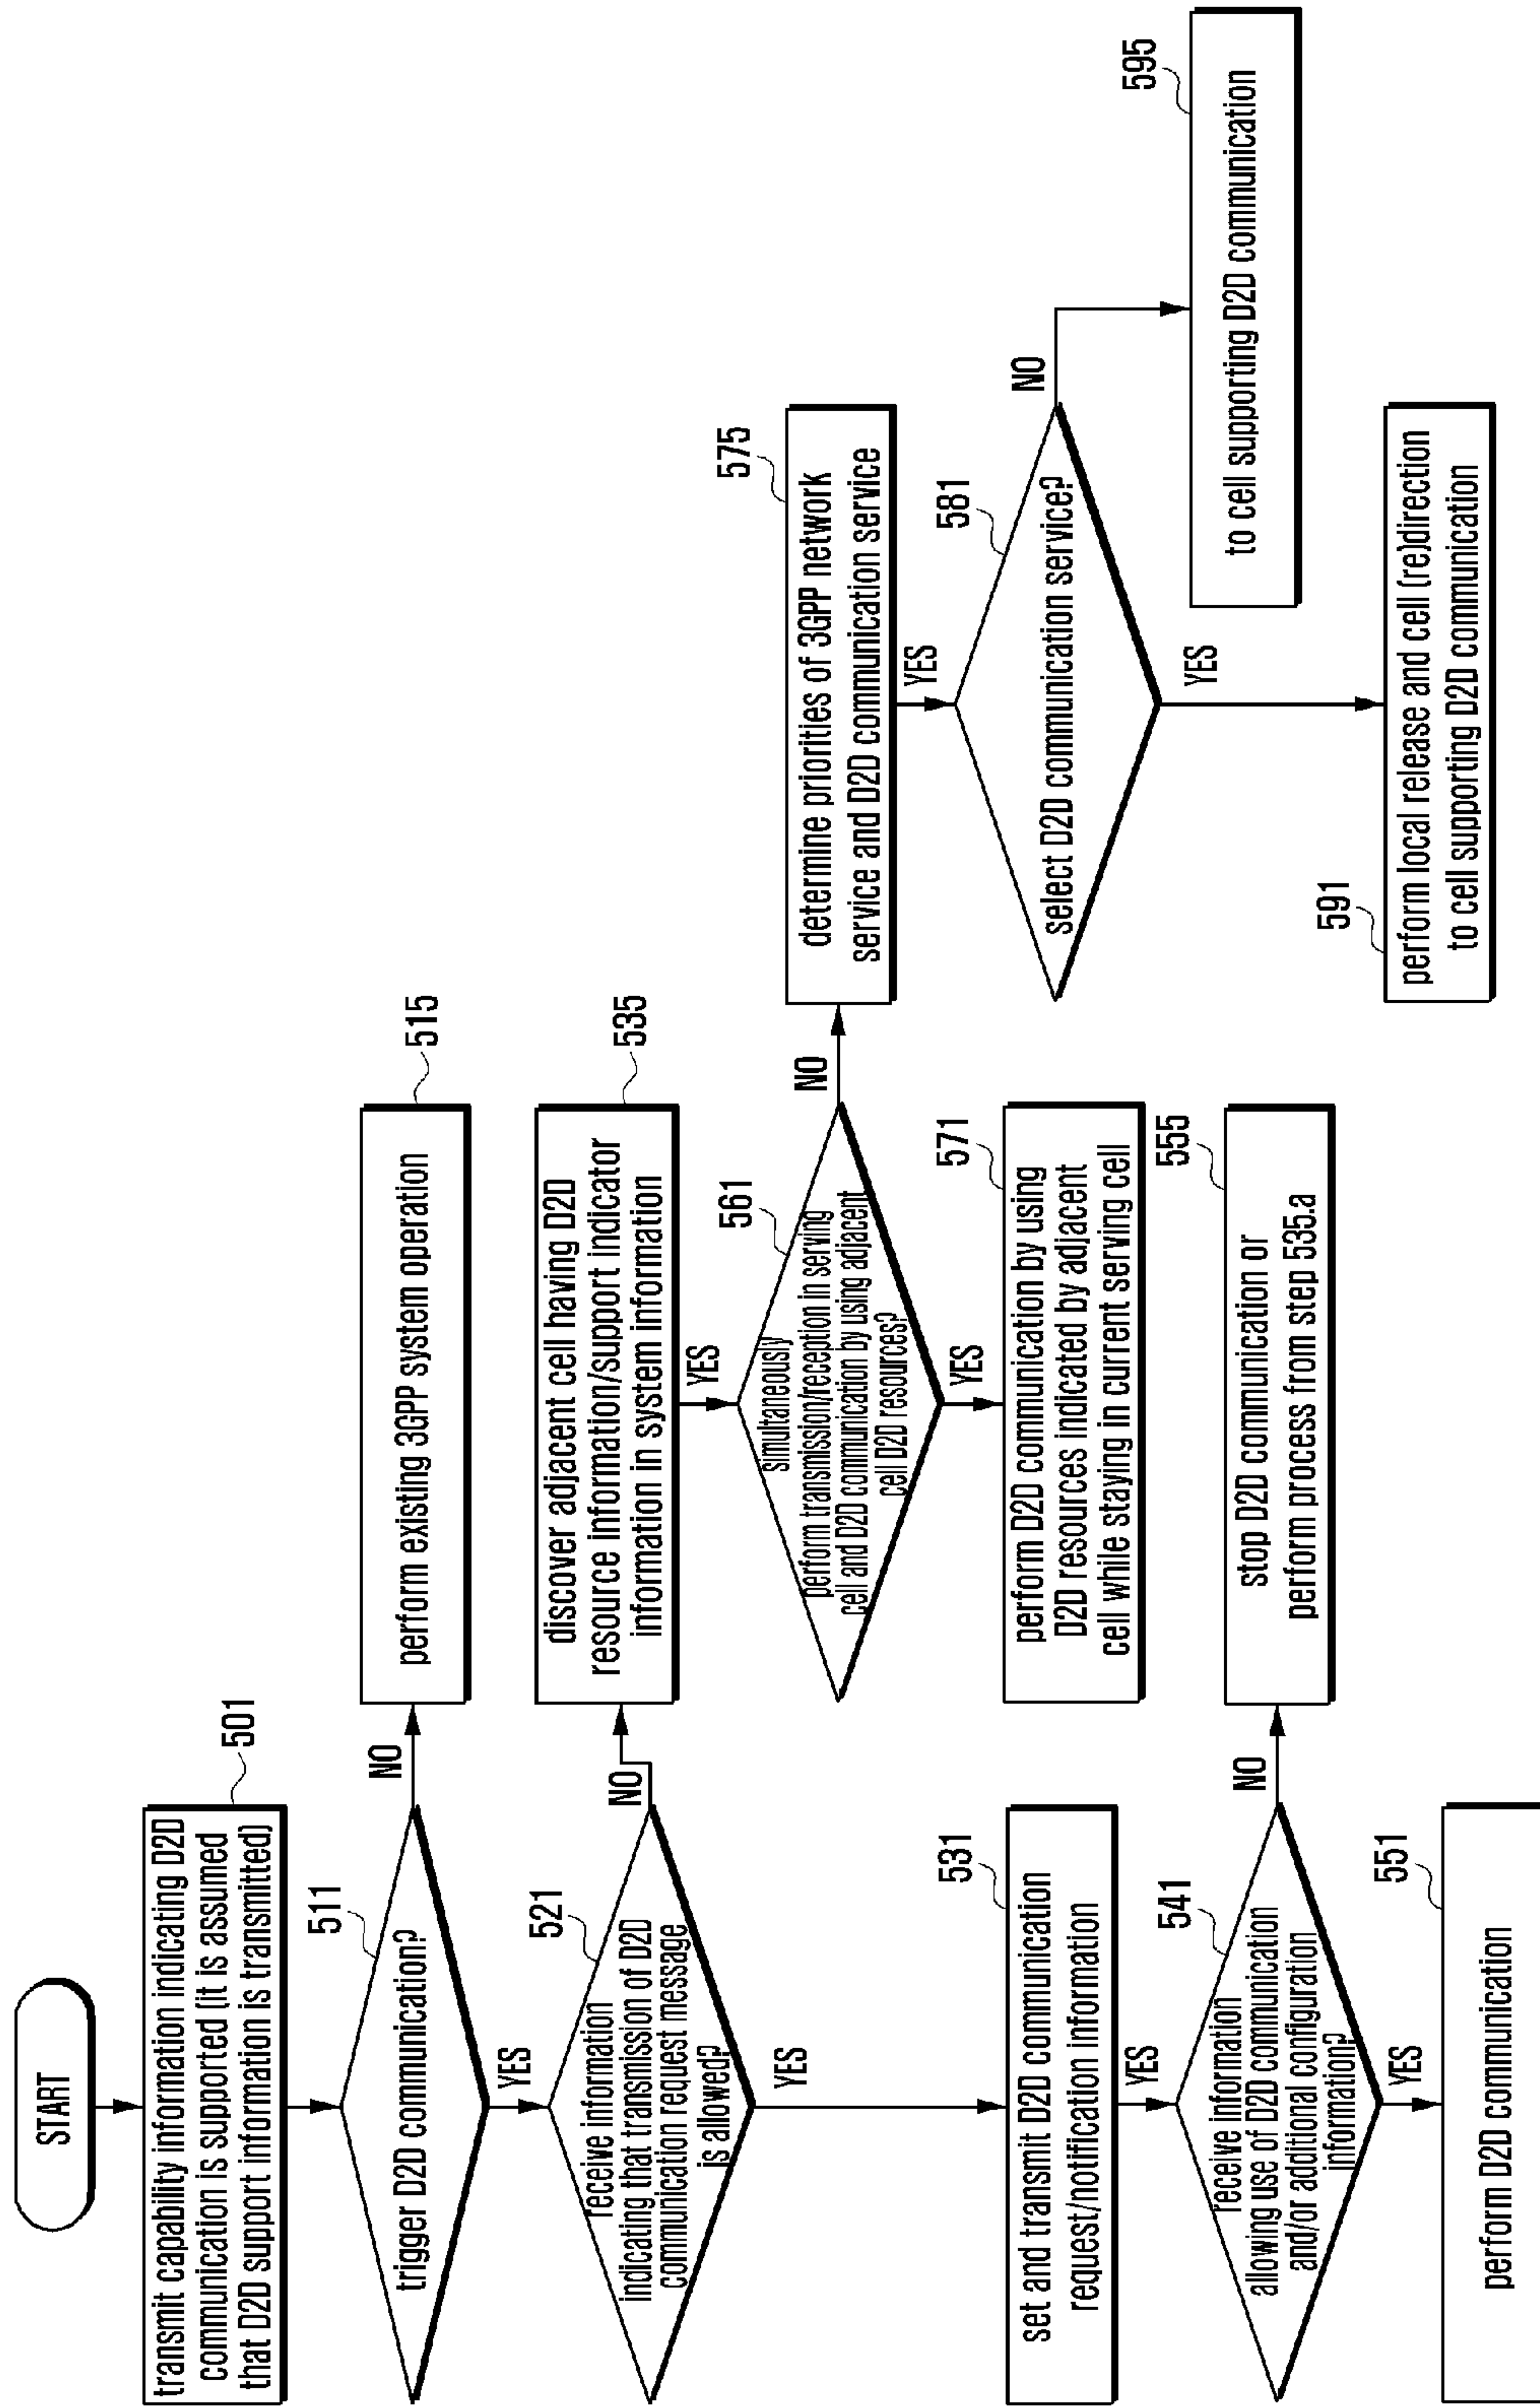 START
transmit capability information indicating D2D
communication is supported (it is assumed
that D2D support information is transmitted)
501
511
trigger D2D communication?
NO
perform existing 3GPP system operation
515
YES
521
receive information
indicating that transmission of D2D
communication request message
is allowed?
NO
discover adjacent cell having D2D
resource information/support indicator
information in system information
535
YES
YES
561
simultaneously
perform transmission/reception in serving
cell and D2D communication by using adjacent
cell D2D resources?
NO
determine priorities of 3GPP network
service and D2D communication service
575
YES
YES
571
perform D2D communication by using
D2D resources indicated by adjacent
cell while staying in current serving cell
581
select D2D communication service?
NO
595
to cell supporting D2D communication
YES
591
perform local release and cell (re)direction
to cell supporting D2D communication
531
set and transmit D2D communication
request/notification information
YES
541
receive information
allowing use of D2D communication
and/or additional configuration
information?
NO
555
stop D2D communication or
perform process from step 535.a
YES
551
perform D2D communication